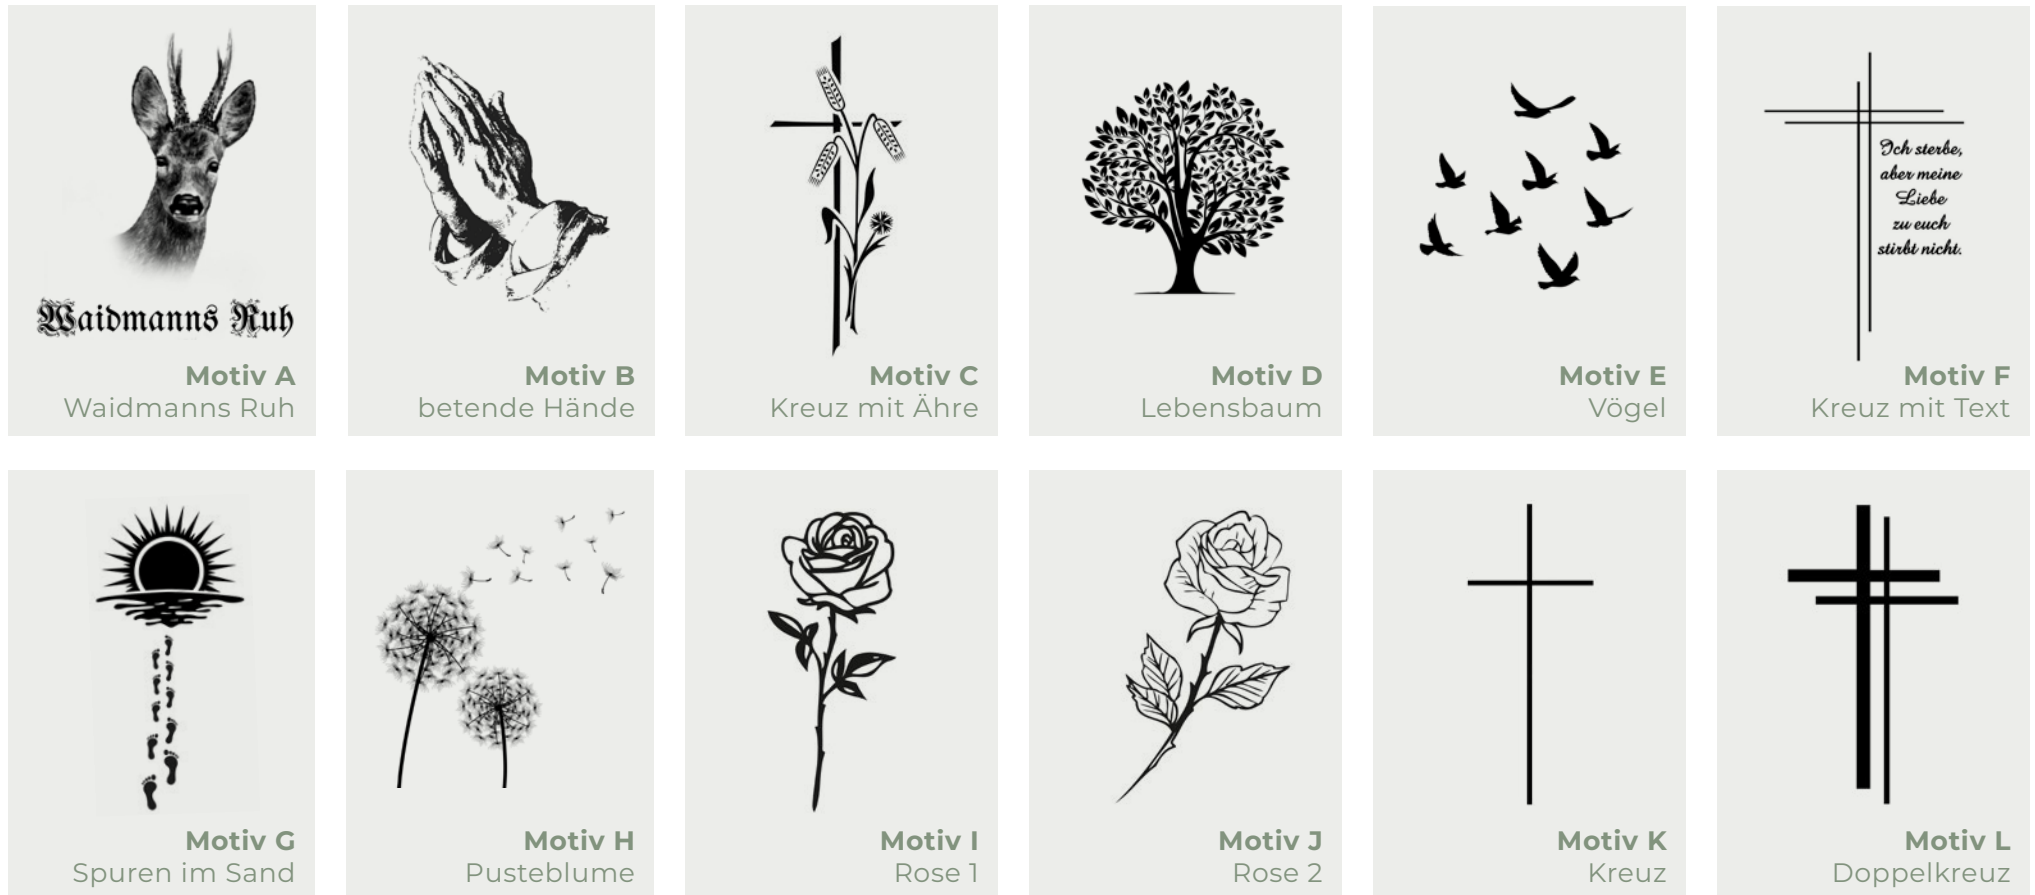 Waidmanns Ruh
Motiv A
Waidmanns Ruh
Motiv B
betende Hände
Motiv C
Kreuz mit Ähre
Motiv D
Lebensbaum
Motiv E
Vögel
Ich sterbe,
aber meine
Liebe
zu euch
stirbt nicht.
Motiv F
Kreuz mit Text
Motiv G
Spuren im Sand
Motiv H
Pusteblume
Motiv I
Rose 1
Motiv J
Rose 2
Motiv K
Kreuz
Motiv L
Doppelkreuz